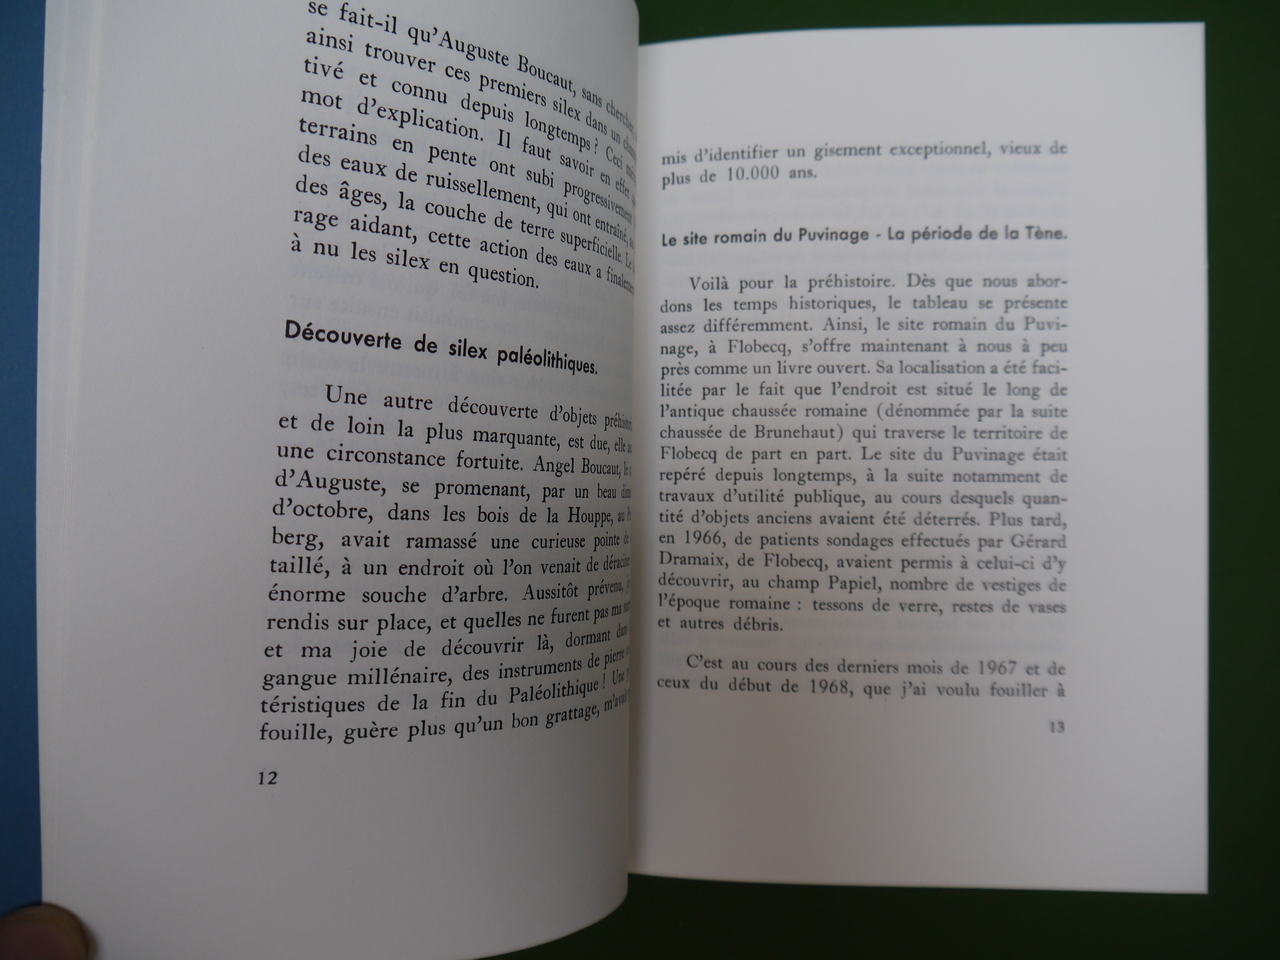 se fait-il qu'Auguste Boucaut, sans chercher,
ainsi trouver ces premiers silex dans un
tivé et connu depuis longtemps ? Ceci
mot d'explication. Il faut savoir en effet
terrains en pente ont subi progressivement
des eaux de ruissellement, qui ont entraîné,
des âges, la couche de terre superficielle.
rage aidant, cette action des eaux a
à nu les silex en question.
Découverte de silex paléolithiques.
Une autre découverte d'objets
et de loin la plus marquante, est due, elle
une circonstance fortuite. Angel Boucaut,
d'Auguste, se promenant, par un beau
d'octobre, dans les bois de la Houppe, au
berg, avait ramassé une curieuse pointe
taillé, à un endroit où l'on venait de
énorme souche d'arbre. Aussitôt prévenu,
rendis sur place, et quelles ne furent pas ma
et ma joie de découvrir là, dormant dans
gangue millénaire, des instruments de pierre
téristiques de la fin du Paléolithique ! Une
fouille, guère plus qu'un bon grattage, m'avait
12
mis d'identifier un gisement exceptionnel, vieux de
plus de 10.000 ans.
Le site romain du Puvinage - La période de la Tène.
Voilà pour la préhistoire. Dès que nous abor-
dons les temps historiques, le tableau se présente
assez différemment. Ainsi, le site romain du Puvi-
nage, à Flobecq, s'offre maintenant à nous à peu
près comme un livre ouvert. Sa localisation a été faci-
litée par le fait que l'endroit est situé le long de
l'antique chaussée romaine (dénommée par la suite
chaussée de Brunehaut) qui traverse le territoire de
Flobecq de part en part. Le site du Puvinage était
repéré depuis longtemps, à la suite notamment de
travaux d'utilité publique, au cours desquels quan-
tité d'objets anciens avaient été déterrés. Plus tard,
en 1966, de patients sondages effectués par Gérard
Dramaix, de Flobecq, avaient permis à celui-ci d'y
découvrir, au champ Papiel, nombre de vestiges de
l'époque romaine : tessons de verre, restes de vases
et autres débris.
C'est au cours des derniers mois de 1967 et de
ceux du début de 1968, que j'ai voulu fouiller à
13